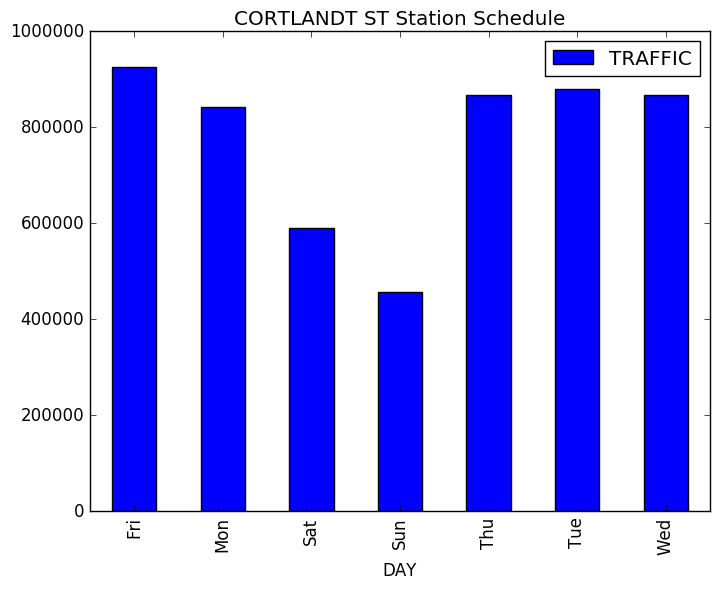 CORTLANDT ST Station Schedule
1000000
TRAFFIC
800000
600000
400000
200000
0
Fri
Mon
Sat
Sun
Thu
Tue
Wed
DAY